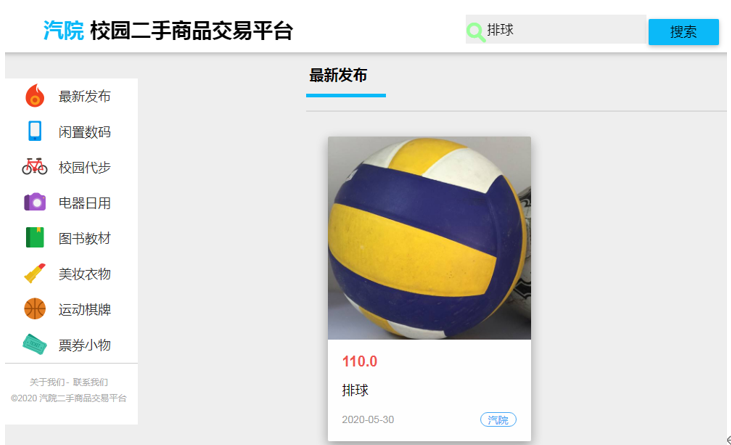 汽院 校园二手商品交易平台
排球
搜索
最新发布
最新发布
闲置数码
校园代步
电器日用
图书教材
美妆衣物
运动棋牌
票券小物
关于我们 - 联系我们
©2020 汽院二手商品交易平台
110.0
排球
2020-05-30
汽院